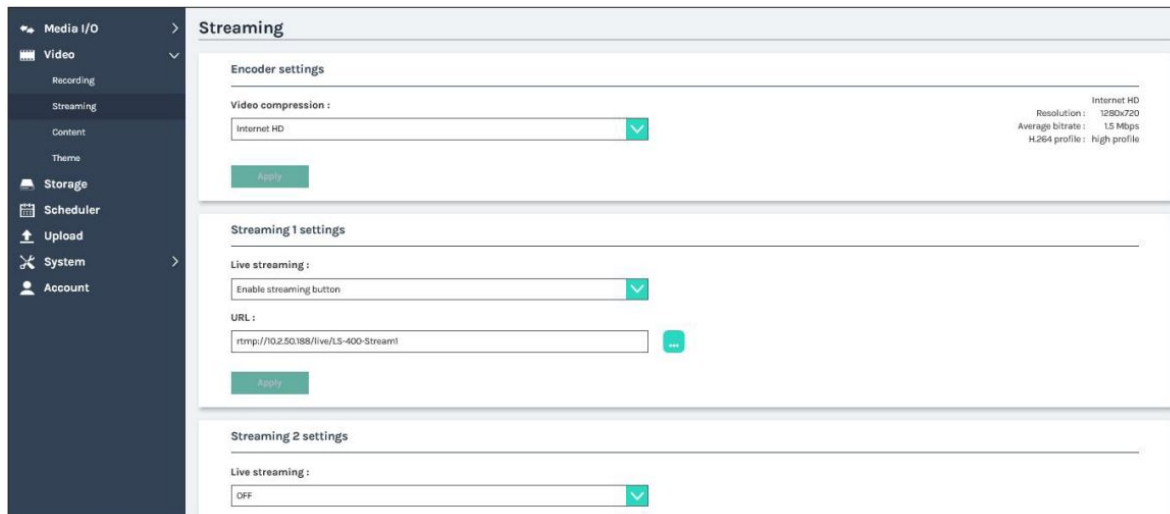 Media I/O
Video
Recording
Streaming
Content
Theme
Storage
Scheduler
Upload
System
Account
Streaming
Encoder settings
Video compression :
Internet HD
Internet HD
Resolution : 1280x720
Average bitrate : 1.5 Mbps
H.264 profile : high profile
Apply
Streaming 1 settings
Live streaming :
Enable streaming button
URL :
rtmp://10.2.50.188/live/LS-400-Stream1
...
Apply
Streaming 2 settings
Live streaming :
OFF